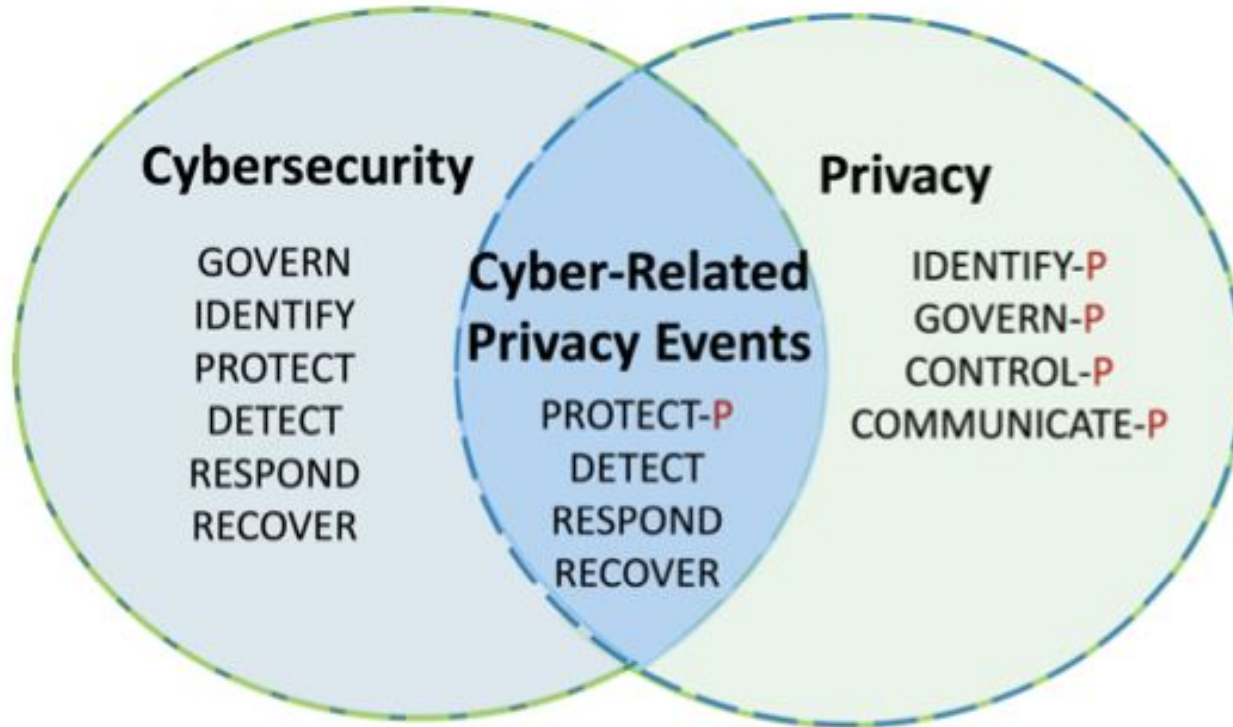 Cybersecurity
GOVERN
IDENTIFY
PROTECT
DETECT
RESPOND
RECOVER
Cyber-Related
Privacy Events
PROTECT-P
DETECT
RESPOND
RECOVER
Privacy
IDENTIFY-P
GOVERN-P
CONTROL-P
COMMUNICATE-P